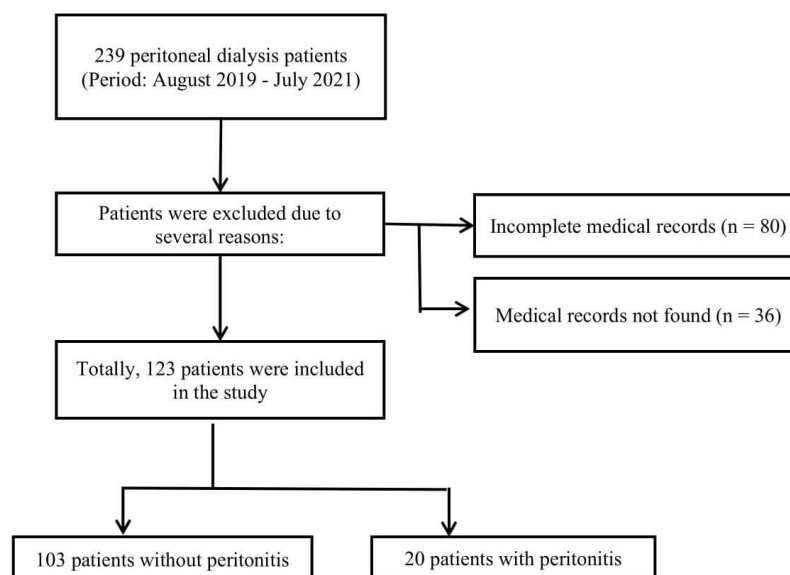 239 peritoneal dialysis patients
(Period: August 2019 - July 2021)
Patients were excluded due to
several reasons:
Incomplete medical records (n = 80)
Medical records not found (n = 36)
Totally, 123 patients were included
in the study
103 patients without peritonitis
20 patients with peritonitis